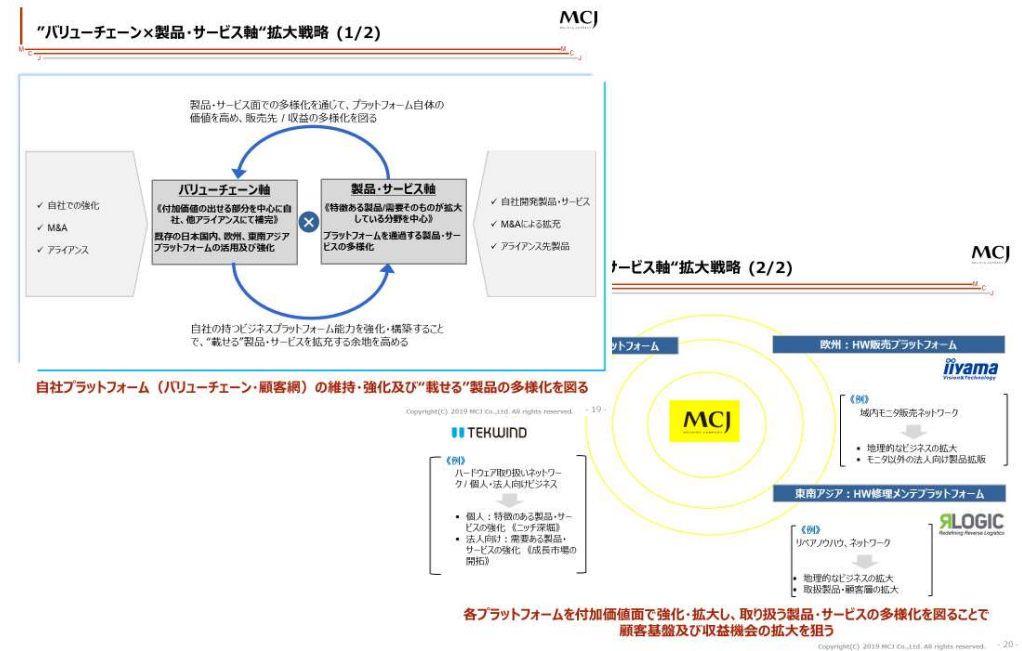 ”バリューチェーン×製品・サービス軸“拡大戦略 (1/2)
MCJ
M
C
J
M
C
J
製品・サービス面での多様化を通じて、プラットフォーム自体の
価値を高め、販売先 / 収益の多様化を図る
✓ 自社での強化
✓ M&A
✓ アライアンス
バリューチェーン軸
《付加価値の出せる部分を中心に自
社、他アライアンスにて補完》
既存の日本国内、欧州、東南アジア
プラットフォームの活用及び強化
×
製品・サービス軸
《特徴ある製品/需要そのものが拡大
している分野を中心》
プラットフォームを通過する製品・サー
ビスの多様化
✓ 自社開発製品・サービス
✓ M&Aによる拡充
✓ アライアンス先製品
自社の持つビジネスプラットフォーム能力を強化・構築すること
で、“載せる”製品・サービスを拡充する余地を高める
自社プラットフォーム（バリューチェーン・顧客網）の維持・強化及び“載せる”製品の多様化を図る
Copyright(C) 2019 MCJ Co.,Ltd. All rights reserved. - 19 -
サービス軸“拡大戦略 (2/2)
MCJ
M
C
J
ットフォーム
TEKWIND
《例》
ハードウェア取り扱いネットワー
ク/ 個人・法人向けビジネス
• 個人：特徴のある製品・サー
ビスの強化 《ニッチ深堀》
• 法人向け：需要ある製品・
サービスの強化 《成長市場の
開拓》
MCJ
欧州：HW販売プラットフォーム
iiyama
Vision&Technology
《例》
域内モニタ販売ネットワーク
• 地理的なビジネスの拡大
• モニタ以外の法人向け製品拡販
東南アジア：HW修理メンテプラットフォーム
RLOGIC
Redefining Reverse Logistics
《例》
リペアノウハウ、ネットワーク
• 地理的なビジネスの拡大
• 取扱製品・顧客層の拡大
各プラットフォームを付加価値面で強化・拡大し、取り扱う製品・サービスの多様化を図ることで
顧客基盤及び収益機会の拡大を狙う
Copyright(C) 2019 MCJ Co.,Ltd. All rights reserved. - 20 -